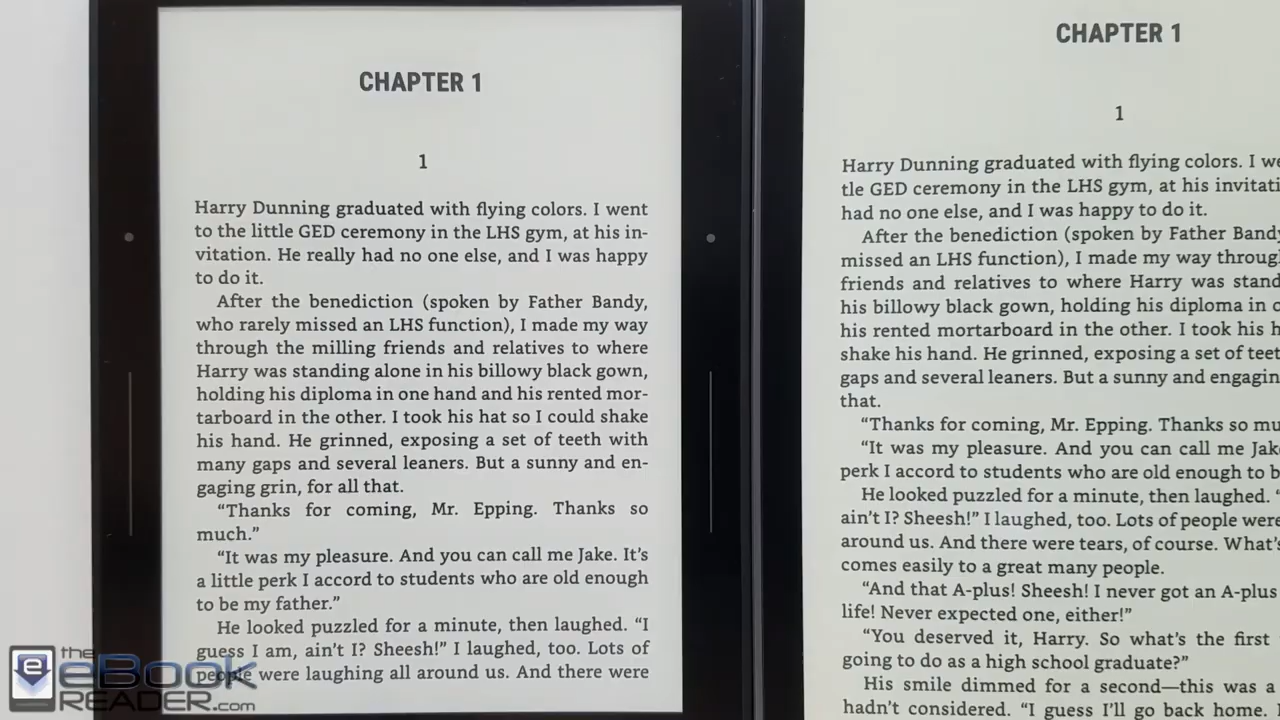 CHAPTER 1
1
Harry Dunning graduated with flying colors. I went
to the little GED ceremony in the LHS gym, at his in-
vitation. He really had no one else, and I was happy
to do it.
After the benediction (spoken by Father Bandy,
who rarely missed an LHS function), I made my way
through the milling friends and relatives to where
Harry was standing alone in his billowy black gown,
holding his diploma in one hand and his rented mor-
tarboard in the other. I took his hat so I could shake
his hand. He grinned, exposing a set of teeth with
many gaps and several leaners. But a sunny and en-
gaging grin, for all that.
“Thanks for coming, Mr. Epping. Thanks so
much.”
“It was my pleasure. And you can call me Jake. It’s
a little perk I accord to students who are old enough
to be my father.”
He looked puzzled for a minute, then laughed. “I
guess I am, ain’t I? Sheesh!” I laughed, too. Lots of
people were laughing all around us. And there were
CHAPTER 1
1
Harry Dunning graduated with flying colors. I we
tle GED ceremony in the LHS gym, at his invitati
had no one else, and I was happy to do it.
After the benediction (spoken by Father Bandy
missed an LHS function), I made my way throug
friends and relatives to where Harry was stand
his billowy black gown, holding his diploma in
his rented mortarboard in the other. I took his h
shake his hand. He grinned, exposing a set of teet
gaps and several leaners. But a sunny and engagin
that.
“Thanks for coming, Mr. Epping. Thanks so mu
“It was my pleasure. And you can call me Jak
perk I accord to students who are old enough to b
He looked puzzled for a minute, then laughed. “
ain’t I? Sheesh!” I laughed, too. Lots of people were
around us. And there were tears, of course. What’s
comes easily to a great many people.
“And that A-plus! Sheesh! I never got an A-plus
life! Never expected one, either!”
“You deserved it, Harry. So what’s the first
going to do as a high school graduate?”
His smile dimmed for a second—this was a
hadn’t considered. “I guess I’ll go back home.
the
eBook
READER.com